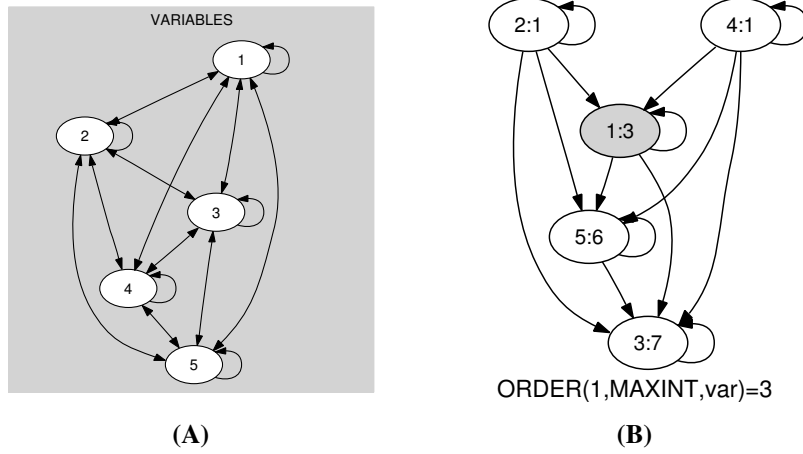 VARIABLES
1
2
3
4
5
(A)
2:1
4:1
1:3
5:6
3:7
ORDER(1,MAXINT,var)=3
(B)